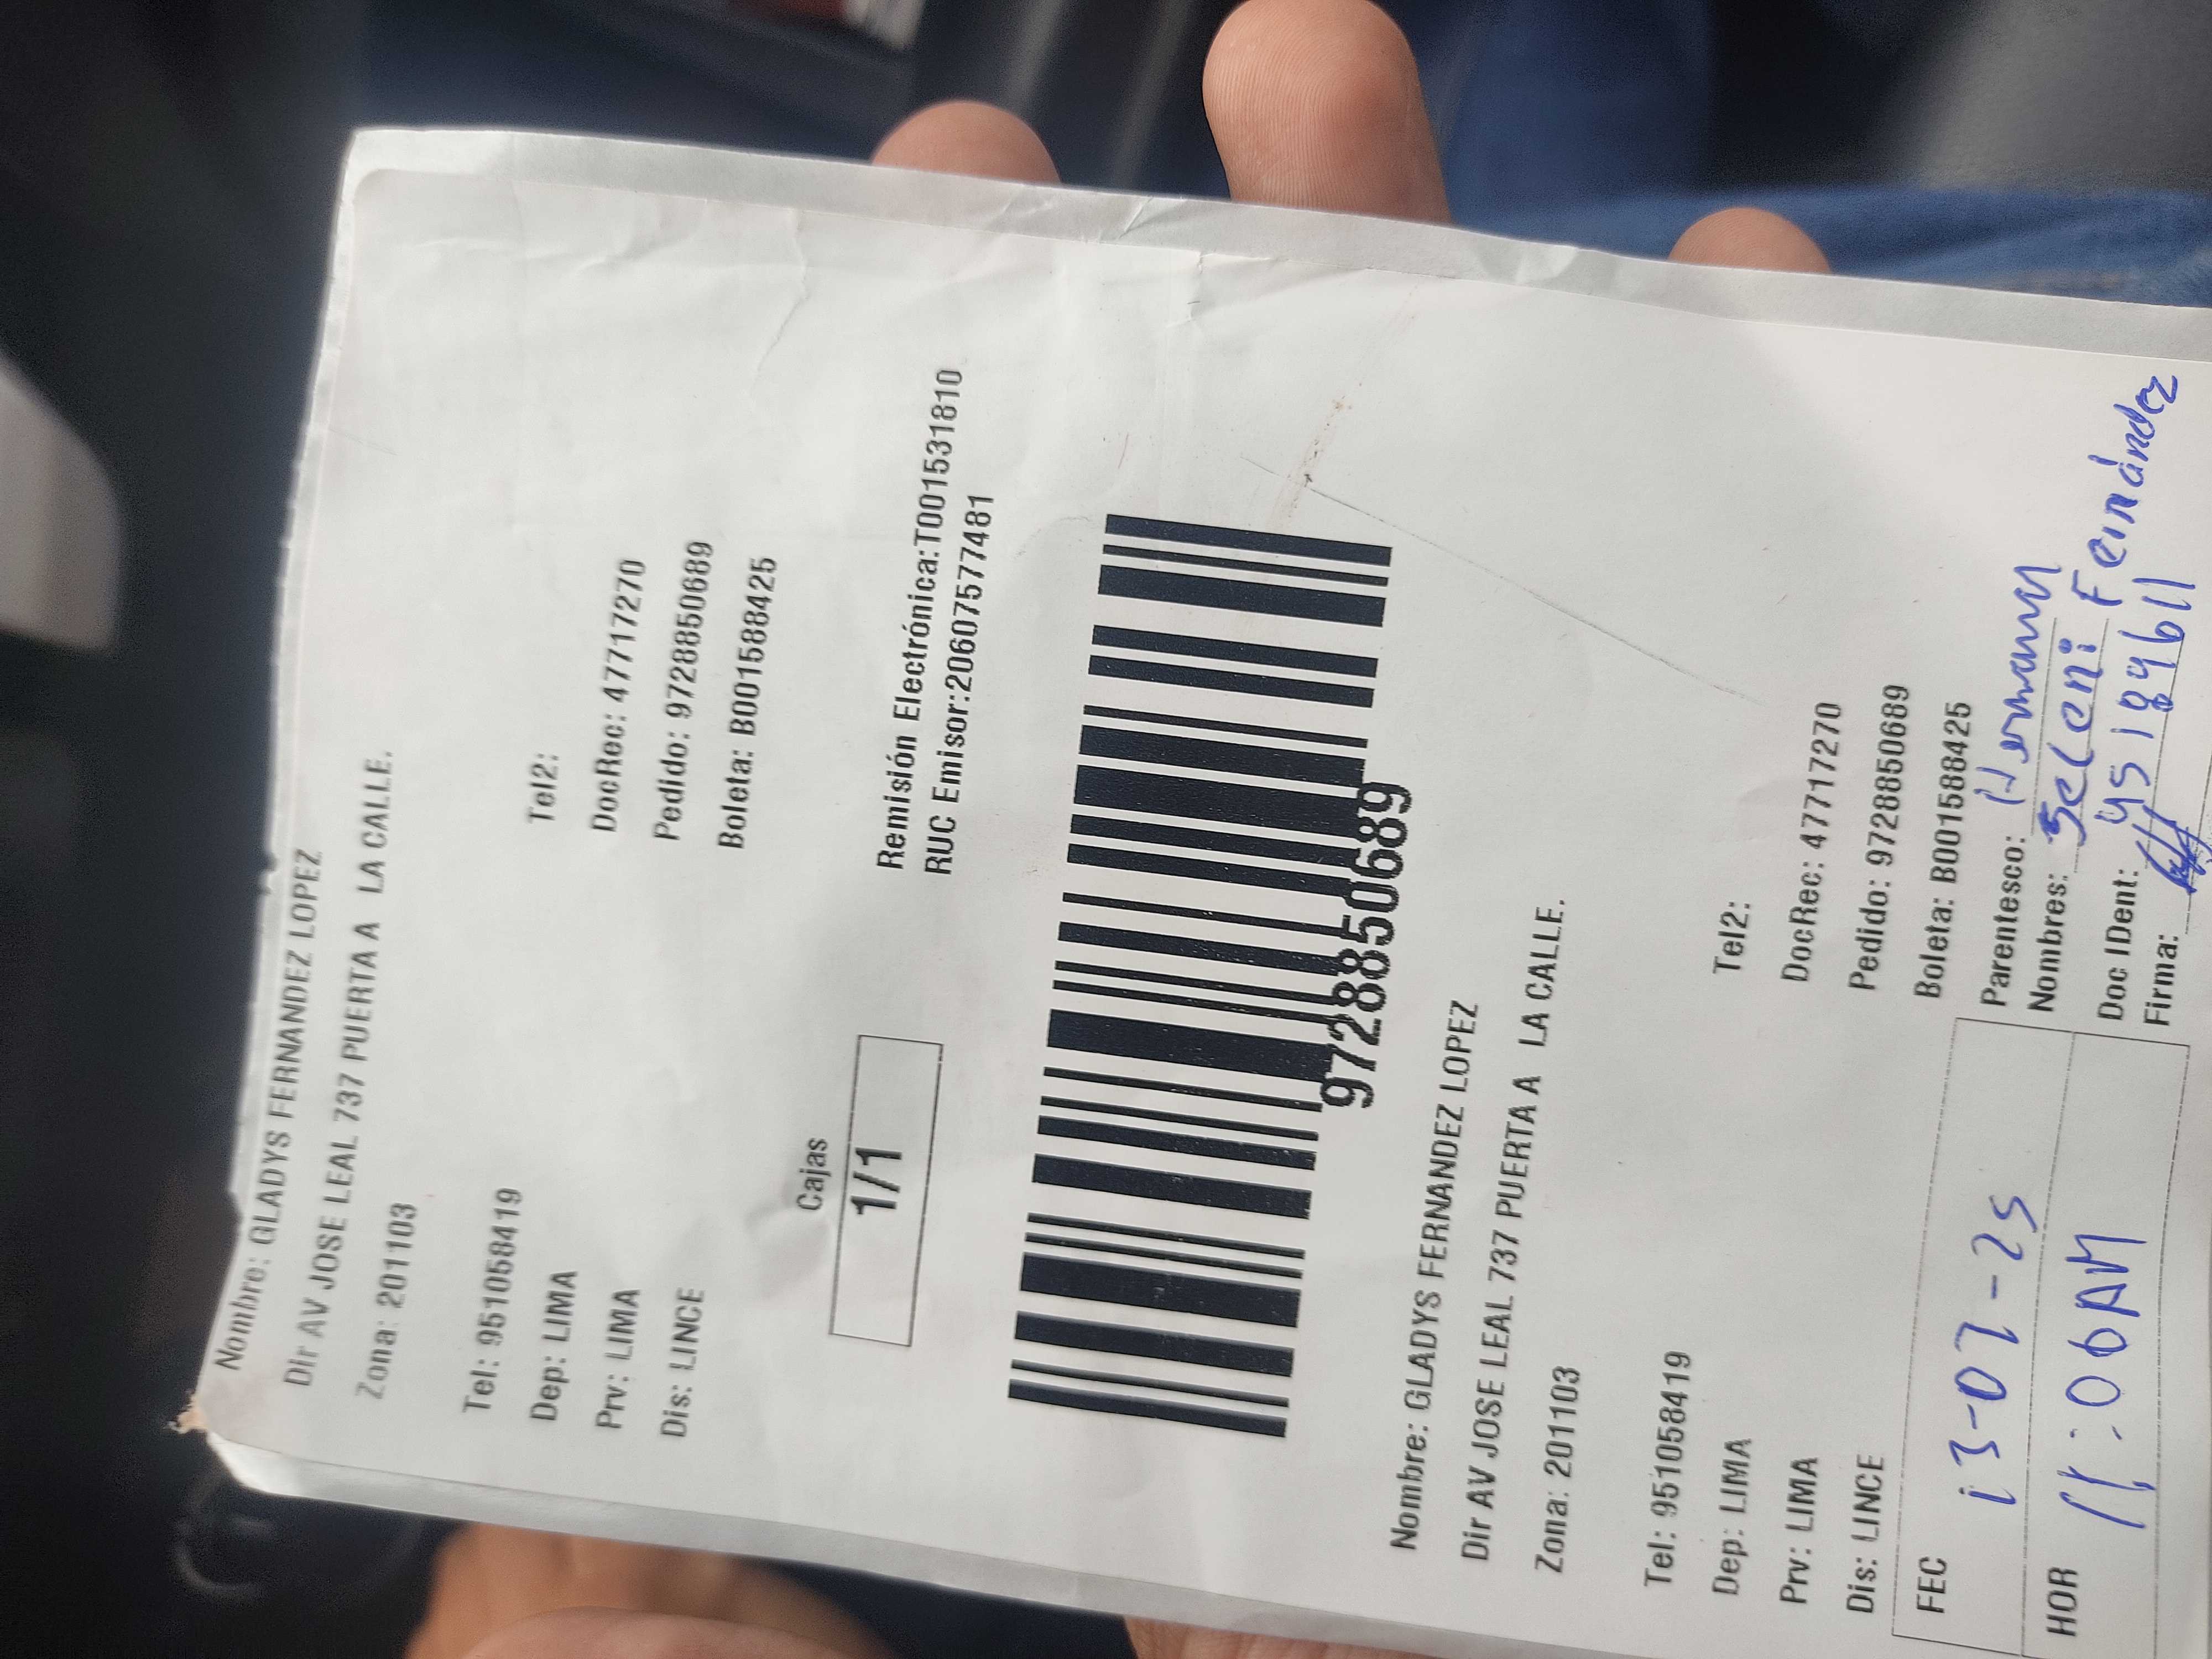 Nombre: GLADYS FERNANDEZ LOPEZ
Dir AV JOSE LEAL 737 PUERTA A LA CALLE.
Zona: 201103
Tel: 951058419 Tel2:
Dep: LIMA DocRec: 47717270
Prv: LIMA Pedido: 972885​0689
Dis: LINCE Boleta: B001588425
Cajas
1/1
Remisión Electrónica:T001531810
RUC Emisor:20607577481
9728850689
Nombre: GLADYS FERNANDEZ LOPEZ
Dir AV JOSE LEAL 737 PUERTA A LA CALLE.
Zona: 201103
Tel: 951058419 Tel2:
Dep: LIMA DocRec: 47717270
Prv: LIMA Pedido: 9728850689
Dis: LINCE Boleta: B001588425
FEC 13-07-25 Parentesco: Hermana
Nombres: Seleni Fernández
HOR 11:06AM Doc IDent:
Firma: